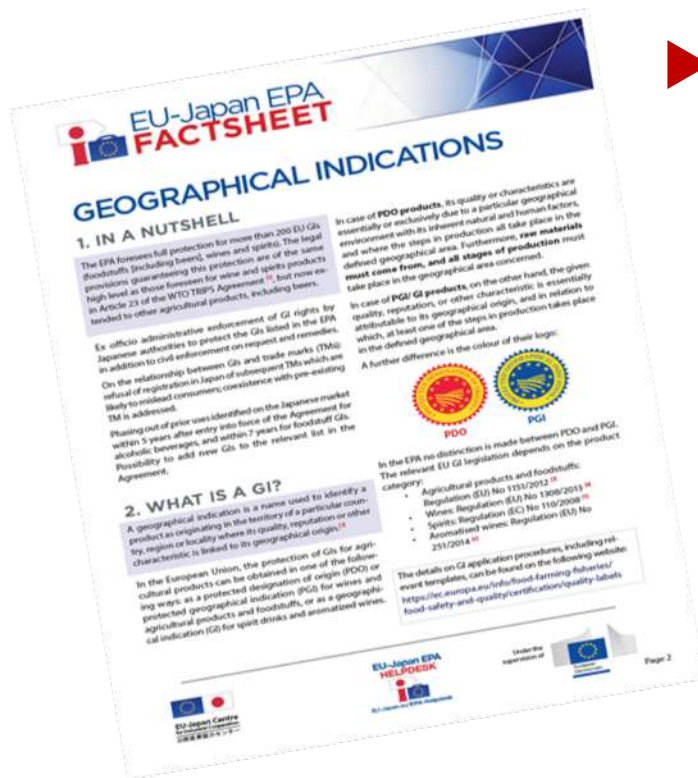 EU-Japan EPA
FACTSHEET
GEOGRAPHICAL INDICATIONS
1. IN A NUTSHELL
The EPA foresees full protection for more than 200 EU GIs
(foodstuffs [including beers], wines and spirits). The legal
provisions guaranteeing this protection are of the same
high level as those foreseen for wine and spirits products
in Article 23 of the WTO TRIPS Agreement [1], but now ex-
tended to other agricultural products, including beers.
Ex officio administrative enforcement of GI rights by
Japanese authorities to protect the GIs listed in the EPA
in addition to civil enforcement on request and remedies.
On the relationship between GIs and trade marks (TMs):
refusal of registration in Japan of subsequent TMs which are
likely to mislead consumers; coexistence with pre-existing
TM is addressed.
Phasing out of prior uses identified on the Japanese market
within 5 years after entry into force of the Agreement for
alcoholic beverages, and within 7 years for foodstuff GIs.
Possibility to add new GIs to the relevant list in the
Agreement.
2. WHAT IS A GI?
A geographical indication is a name used to identify a
product as originating in the territory of a particular coun-
try, region or locality where its quality, reputation or other
characteristic is linked to its geographical origin.
In the European Union, the protection of GIs for agri-
cultural products can be obtained in one of the follow-
ing ways: as a protected designation of origin (PDO) or
protected geographical indication (PGI) for wines and
agricultural products and foodstuffs, or as a geographi-
cal indication (GI) for spirit drinks and aromatized wines.
In case of PDO products, its quality or characteristics are
essentially or exclusively due to a particular geographical
environment with its inherent natural and human factors,
and where the steps in production all take place in the
defined geographical area. Furthermore, raw materials
must come from, and all stages of production must
take place in the geographical area concerned.
In case of PGI/ GI products, on the other hand, the given
quality, reputation, or other characteristic is essentially
attributable to its geographical origin, and in relation to
which, at least one of the steps in production takes place
in the defined geographical area.
A further difference is the colour of their logo:
PDO
PGI
In the EPA no distinction is made between PDO and PGI.
The relevant EU GI legislation depends on the product
category:
• Agricultural products and foodstuffs:
Regulation (EU) No 1151/2012
• Wines: Regulation (EU) No 1308/2013
• Spirits: Regulation (EC) No 110/2008
• Aromatised wines: Regulation (EU) No
251/2014
The details on GI application procedures, including rel-
evant templates, can be found on the following website:
https://ec.europa.eu/info/food-farming-fisheries/
food-safety-and-quality/certification/quality-labels
EU-Japan Centre
for Industrial Cooperation
EU-Japan EPA
HELPDESK
Under the
supervision of
European
Commission
Page 2